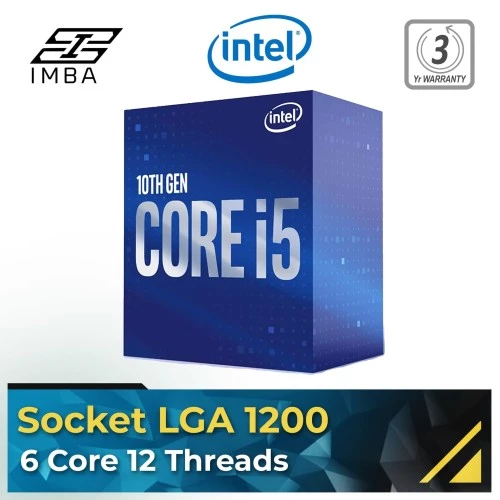 IMBA
intel
3
Yr WARRANTY
intel
10TH GEN
CORE i5
Socket LGA 1200
6 Core 12 Threads